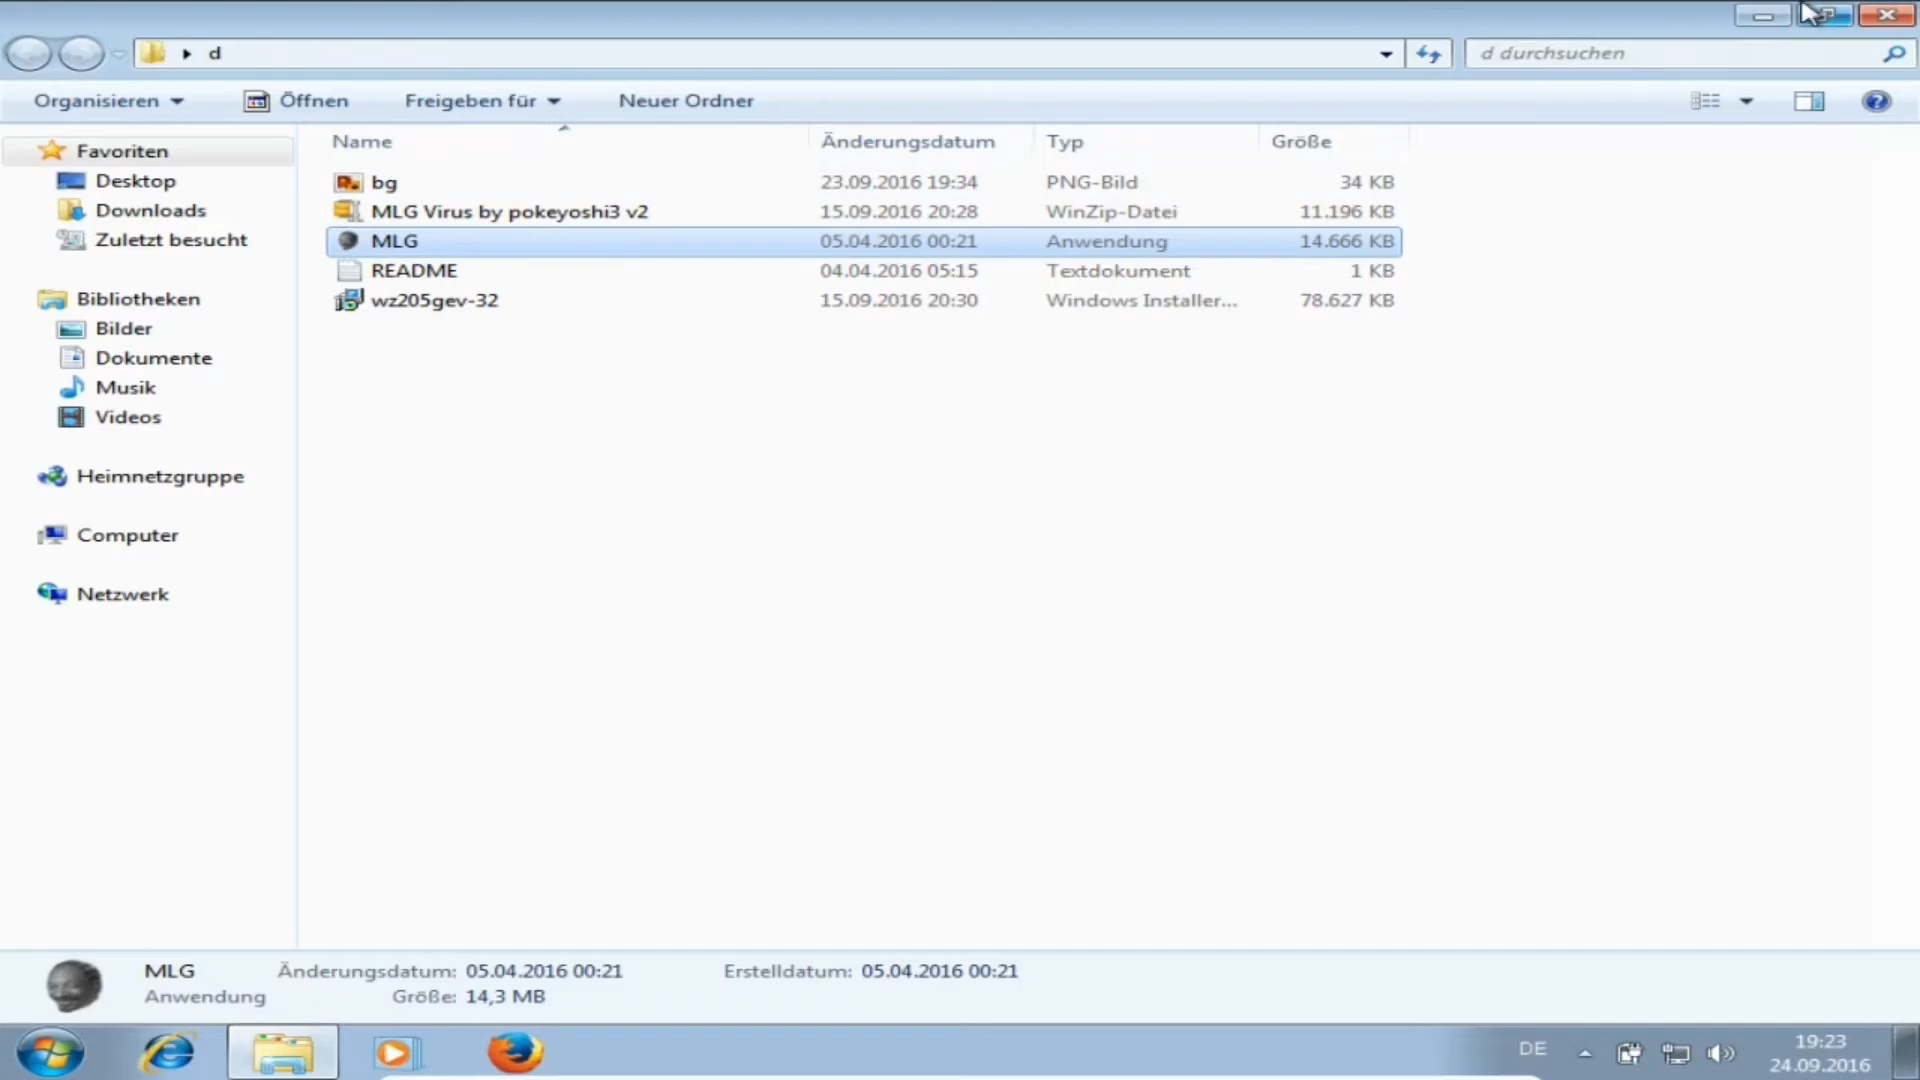 d
d durchsuchen
Organisieren Öffnen Freigeben für Neuer Ordner
Name Änderungsdatum Typ Größe
bg 23.09.2016 19:34 PNG-Bild 34 KB
MLG Virus by pokeyoshi3 v2 15.09.2016 20:28 WinZip-Datei 11.196 KB
MLG 05.04.2016 00:21 Anwendung 14.666 KB
README 04.04.2016 05:15 Textdokument 1 KB
wz205gev-32 15.09.2016 20:30 Windows Installer... 78.627 KB
Favoriten
Desktop
Downloads
Zuletzt besucht
Bibliotheken
Bilder
Dokumente
Musik
Videos
Heimnetzgruppe
Computer
Netzwerk
MLG Änderungsdatum: 05.04.2016 00:21 Erstelldatum: 05.04.2016 00:21
Anwendung Größe: 14,3 MB
DE
19:23
24.09.2016